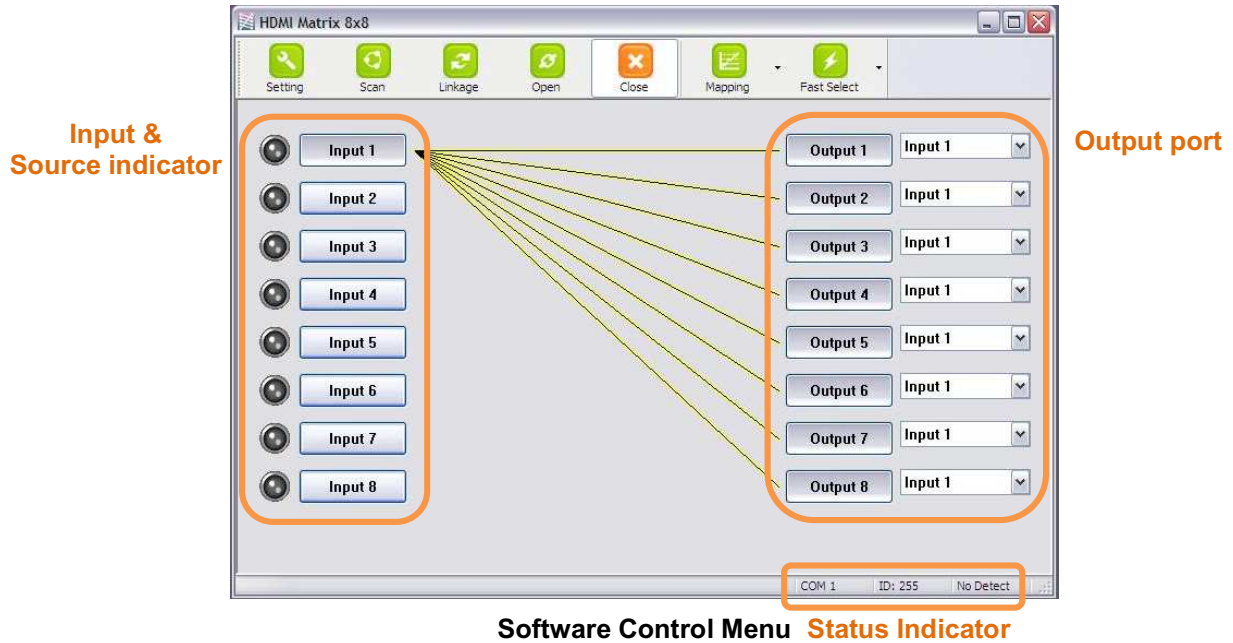 HDMI Matrix 8x8
Setting Scan Linkage Open Close Mapping Fast Select
Input &
Source indicator
Output port
Input 1 Output 1 Input 1
Input 2 Output 2 Input 1
Input 3 Output 3 Input 1
Input 4 Output 4 Input 1
Input 5 Output 5 Input 1
Input 6 Output 6 Input 1
Input 7 Output 7 Input 1
Input 8 Output 8 Input 1
COM 1 ID: 255 No Detect
Software Control Menu Status Indicator